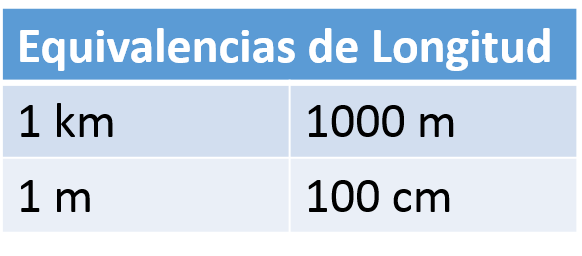 Equivalencias de Longitud
1 km 1000 m
1 m 100 cm